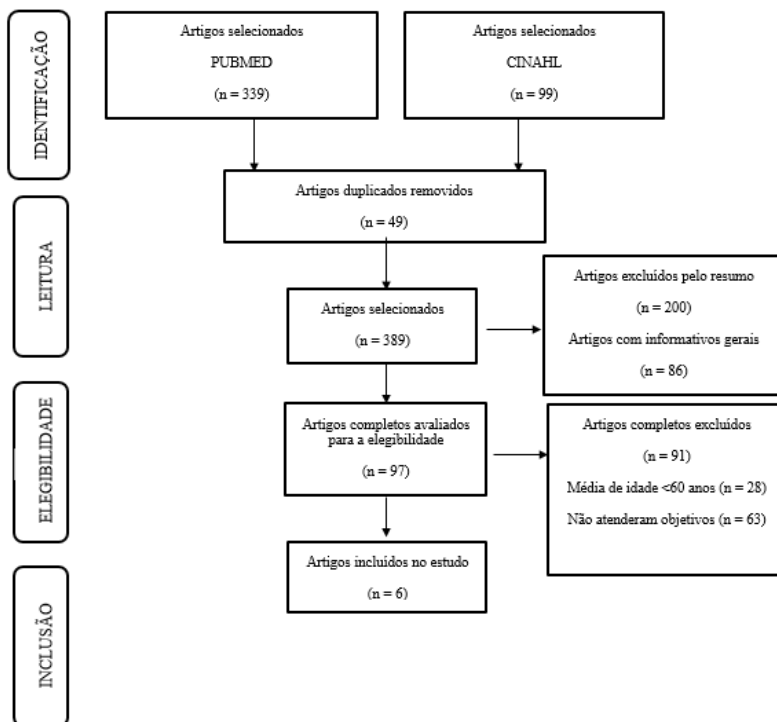 IDENTIFICAÇÃO
Artigos selecionados
PUBMED
(n = 339)
Artigos selecionados
CINAHL
(n = 99)
Artigos duplicados removidos
(n = 49)
LEITURA
Artigos selecionados
(n = 389)
Artigos excluídos pelo resumo
(n = 200)
Artigos com informativos gerais
(n = 86)
ELEGIBILIDADE
Artigos completos avaliados
para a elegibilidade
(n = 97)
Artigos completos excluídos
(n = 91)
Média de idade <60 anos (n = 28)
Não atenderam objetivos (n = 63)
INCLUSÃO
Artigos incluídos no estudo
(n = 6)